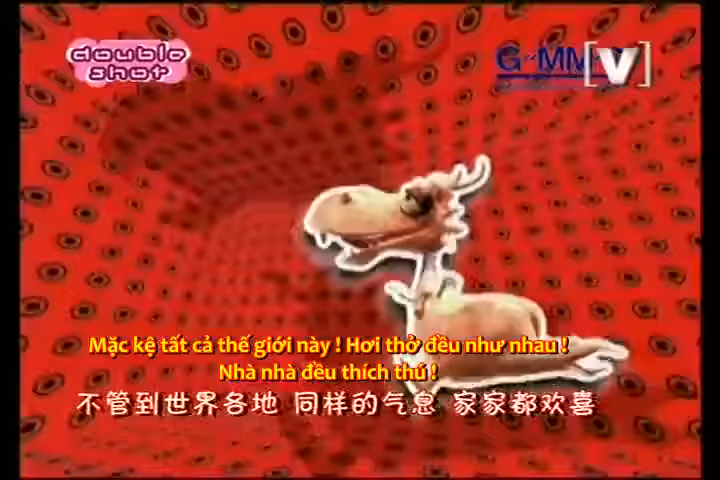 double
shot
[V]
Mặc kệ tất cả thế giới này ! Hơi thở đều như nhau !
Nhà nhà đều thích thú !
不管到世界各地 同样的气息 家家都欢喜